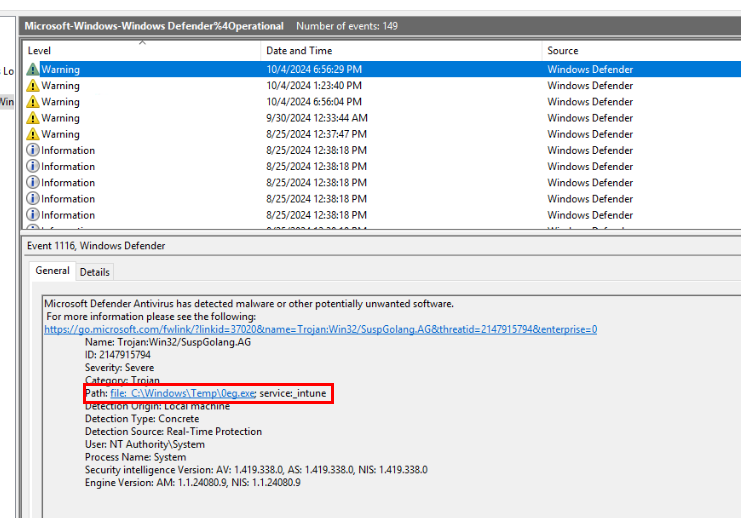 Microsoft-Windows-Windows Defender%4Operational Number of events: 149
Level Date and Time Source
Warning 10/4/2024 6:56:29 PM Windows Defender
Lo Warning 10/4/2024 1:23:40 PM Windows Defender
Win Warning 10/4/2024 6:56:04 PM Windows Defender
Warning 9/30/2024 12:33:44 AM Windows Defender
Warning 8/25/2024 12:37:47 PM Windows Defender
Information 8/25/2024 12:38:18 PM Windows Defender
Information 8/25/2024 12:38:18 PM Windows Defender
Information 8/25/2024 12:38:18 PM Windows Defender
Information 8/25/2024 12:38:18 PM Windows Defender
Information 8/25/2024 12:38:18 PM Windows Defender
Event 1116, Windows Defender
General Details
Microsoft Defender Antivirus has detected malware or other potentially unwanted software.
For more information please see the following:
https://go.microsoft.com/fwlink/?linkid=37020&name=Trojan:Win32/SuspGolang.AG&threatid=2147915794&enterprise=0
Name: Trojan:Win32/SuspGolang.AG
ID: 2147915794
Severity: Severe
Category: Trojan
Path: file:_C:\Windows\Temp\0eg.exe; service:_intune
Detection Origin: Local machine
Detection Type: Concrete
Detection Source: Real-Time Protection
User: NT Authority\System
Process Name: System
Security intelligence Version: AV: 1.419.338.0, AS: 1.419.338.0, NIS: 1.419.338.0
Engine Version: AM: 1.1.24080.9, NIS: 1.1.24080.9